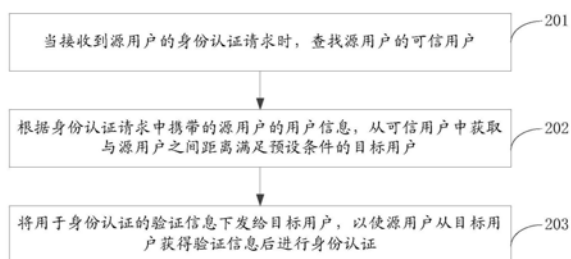 当接收到源用户的身份认证请求时，查找源用户的可信用户
201
根据身份认证请求中携带的源用户的用户信息，从可信用户中获取
与源用户之间距离满足预设条件的目标用户
202
将用于身份认证的验证信息下发给目标用户，以使源用户从目标用
户获得验证信息后进行身份认证
203